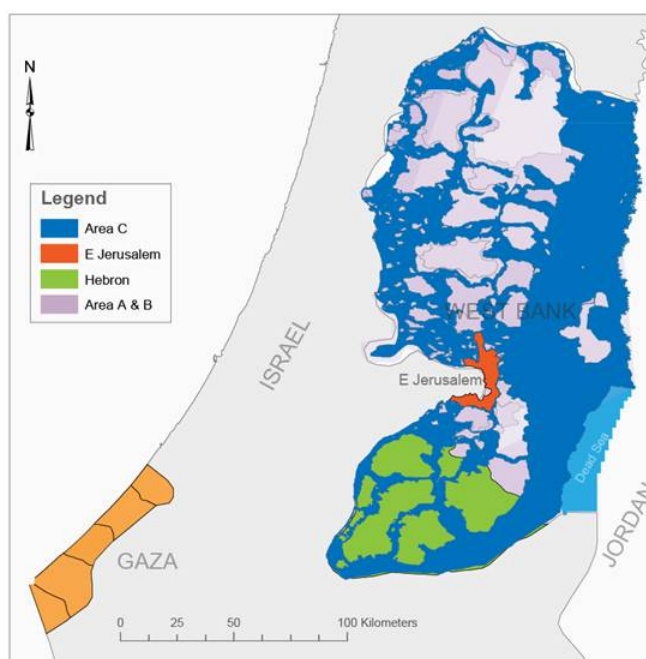 N
Legend
Area C
E Jerusalem
Hebron
Area A & B
ISRAEL
WEST BANK
E Jerusalem
Dead Sea
JORDAN
GAZA
0 25 50 100 Kilometers